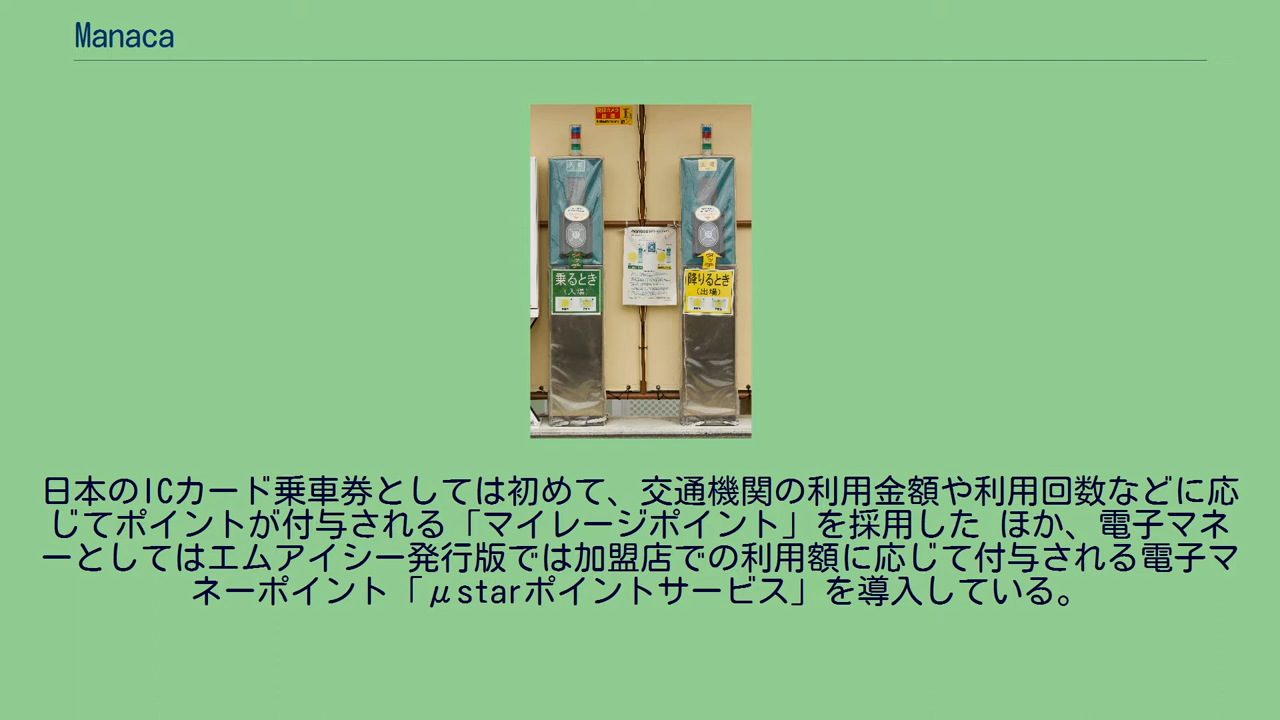 Manaca
乗るとき
(入場)
降りるとき
(出場)
manaca
日本のICカード乗車券としては初めて、交通機関の利用金額や利用回数などに応
じてポイントが付与される「マイレージポイント」を採用した ほか、電子マネ
ーとしてはエムアイシー発行版では加盟店での利用額に応じて付与される電子マ
ネーポイント「μstarポイントサービス」を導入している。